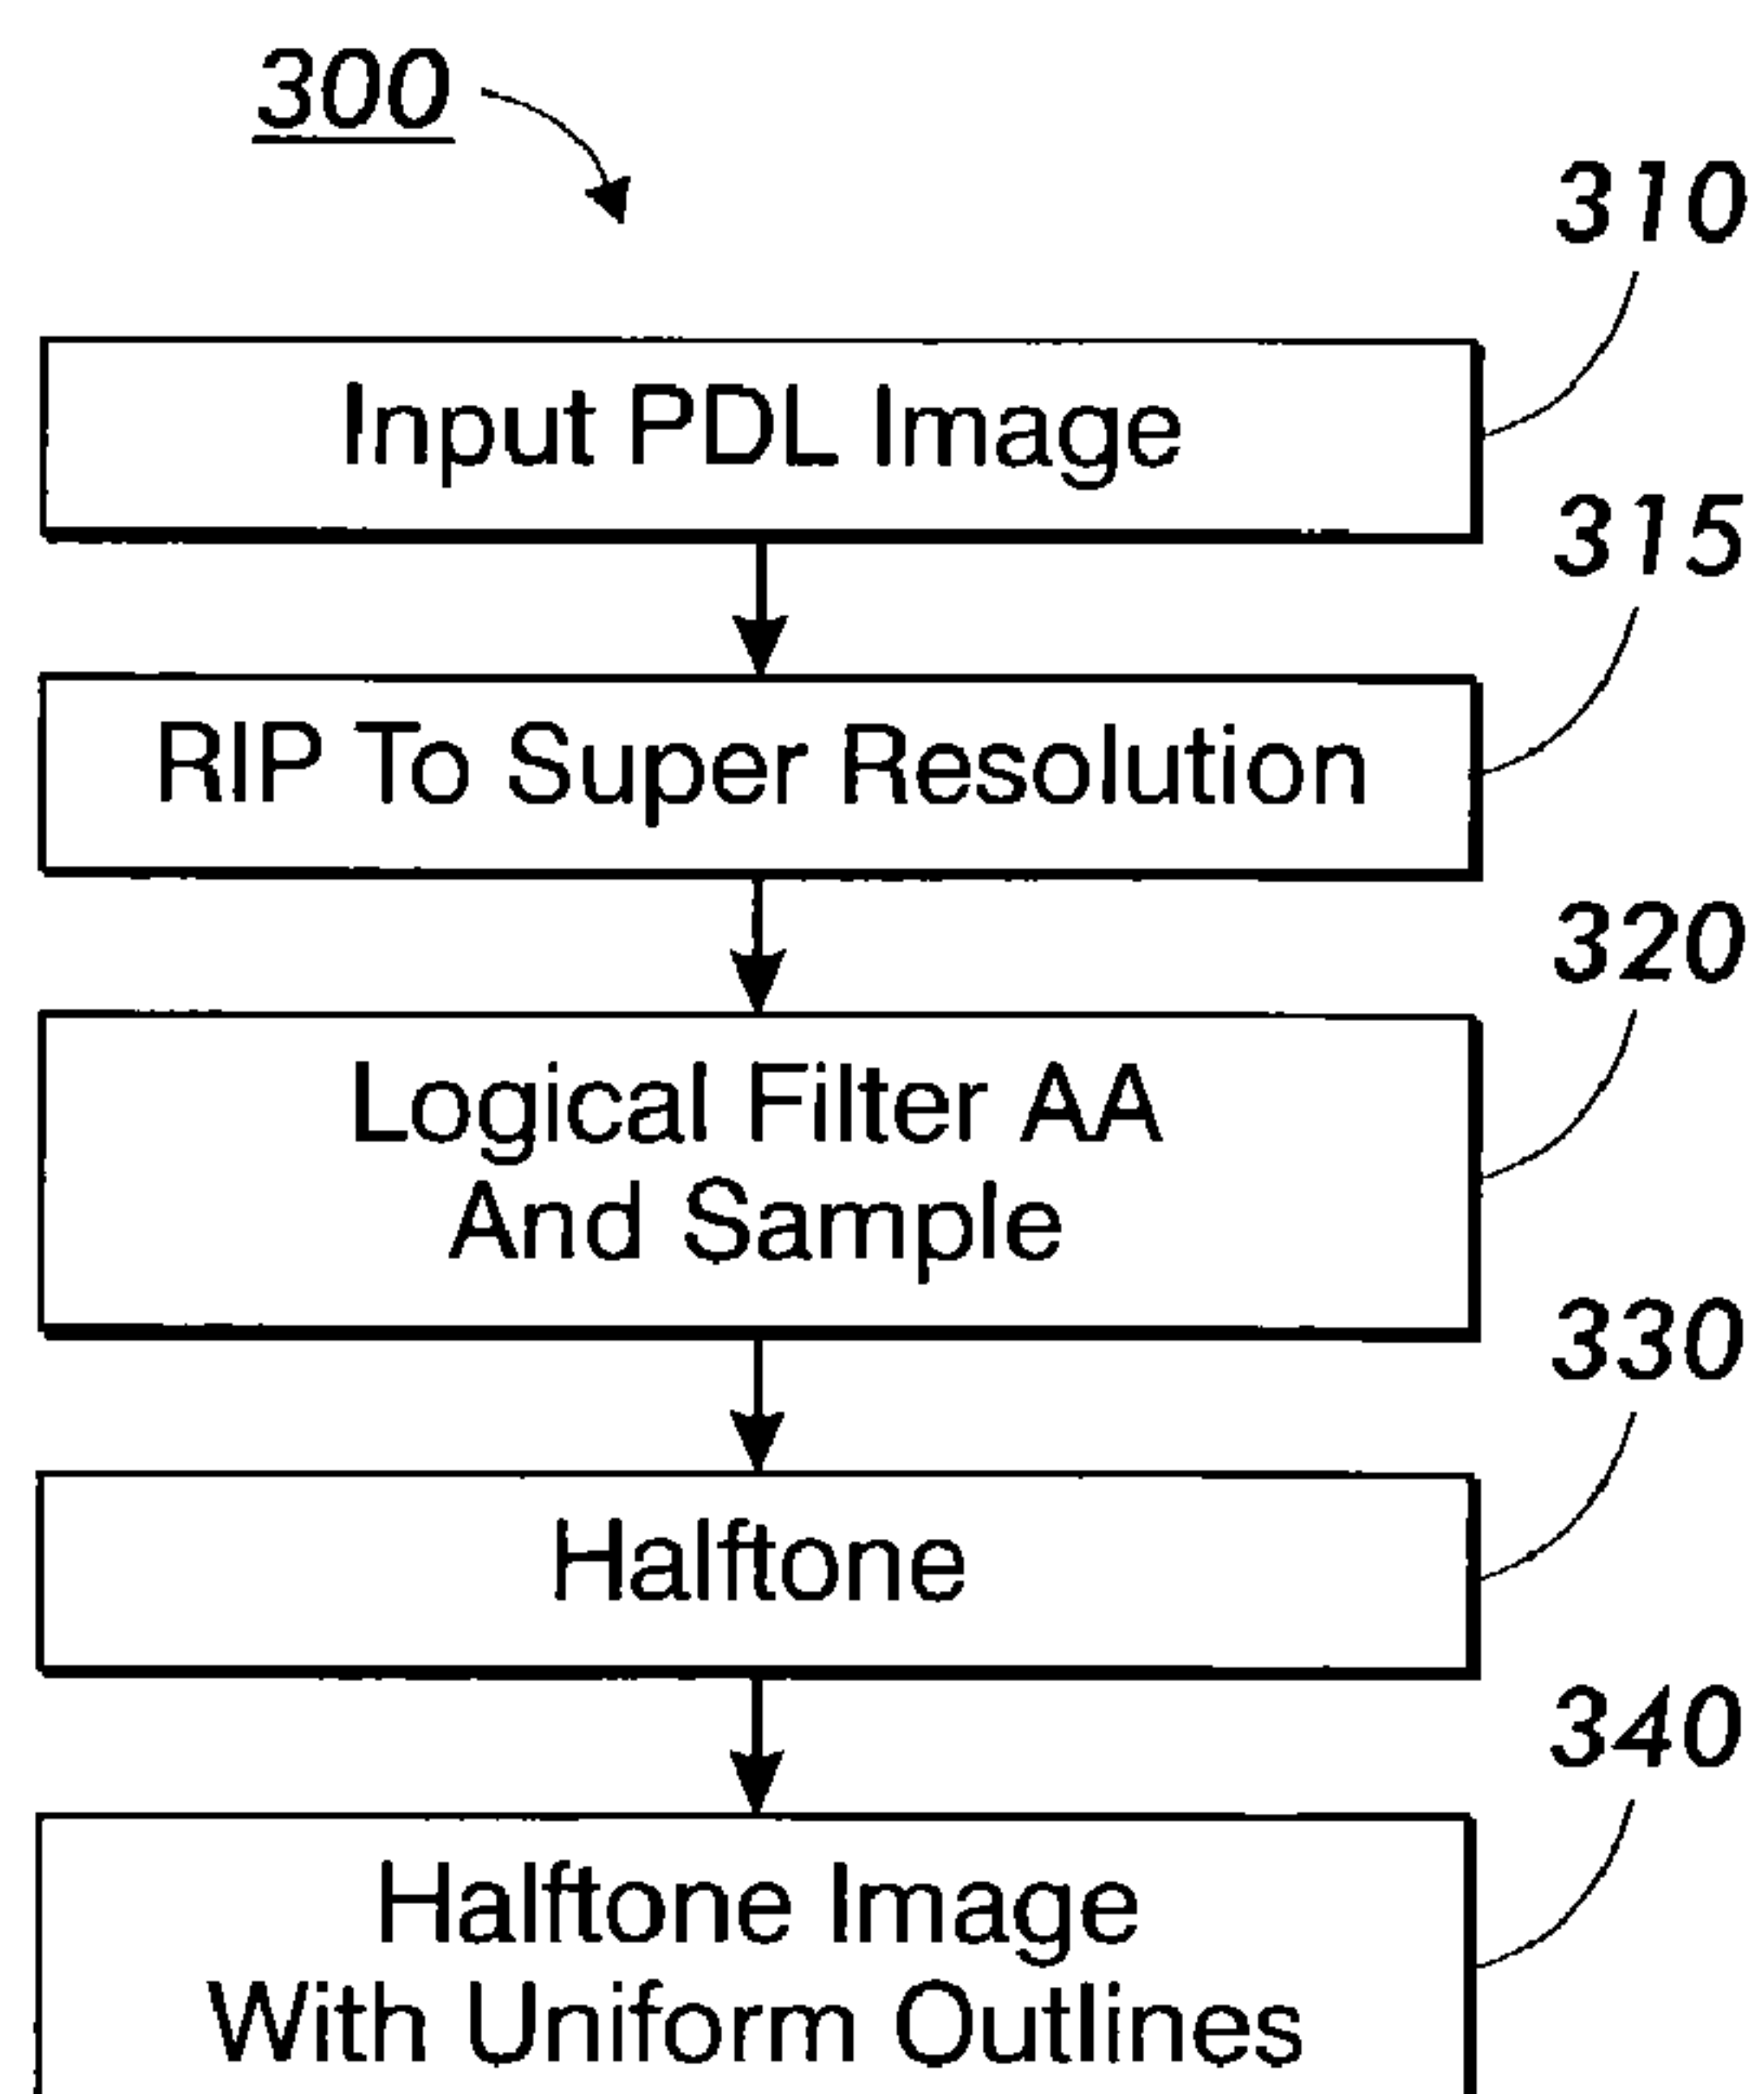 300
310
Input PDL Image
315
RIP To Super Resolution
320
Logical Filter AA
And Sample
330
Halftone
340
Halftone Image
With Uniform Outlines